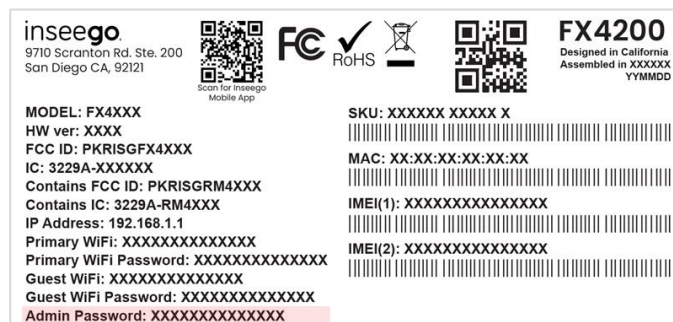 inseego.
9710 Scranton Rd. Ste. 200
San Diego CA, 92121
Scan for Inseego
Mobile App
FC
RoHS
FX4200
Designed in California
Assembled in XXXXXX
YYMMDD
MODEL: FX4XXX
HW ver: XXXX
FCC ID: PKRISGFX4XXX
IC: 3229A-XXXXXX
Contains FCC ID: PKRISGRM4XXX
Contains IC: 3229A-RM4XXX
IP Address: 192.168.1.1
Primary WiFi: XXXXXXXXXXXXXX
Primary WiFi Password: XXXXXXXXXXXXXX
Guest WiFi: XXXXXXXXXXXXXX
Guest WiFi Password: XXXXXXXXXXXXXX
Admin Password: XXXXXXXXXXXXXX
SKU: XXXXXX XXXXX X
MAC: XX:XX:XX:XX:XX:XX
IMEI(1): XXXXXXXXXXXXXXX
IMEI(2): XXXXXXXXXXXXXXX